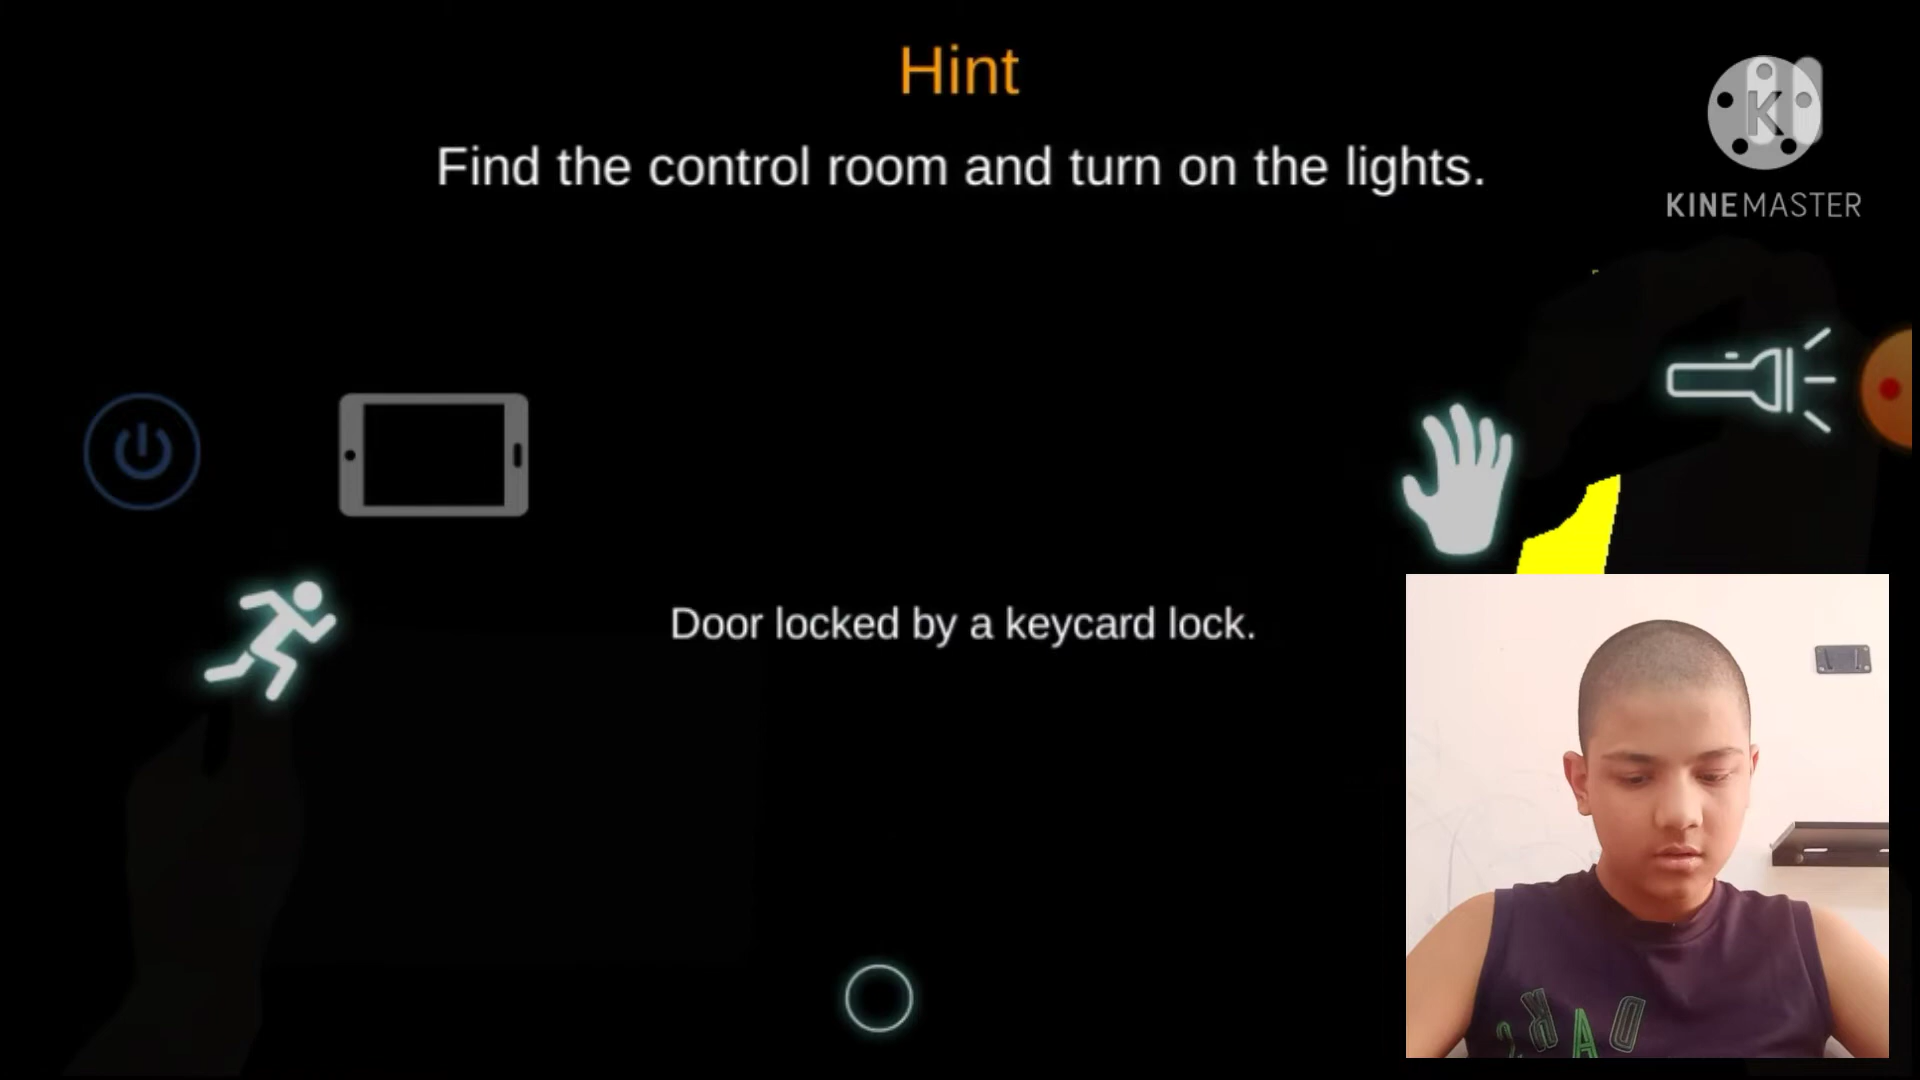 Hint
Find the control room and turn on the lights.
K
KINEMASTER
Door locked by a keycard lock.